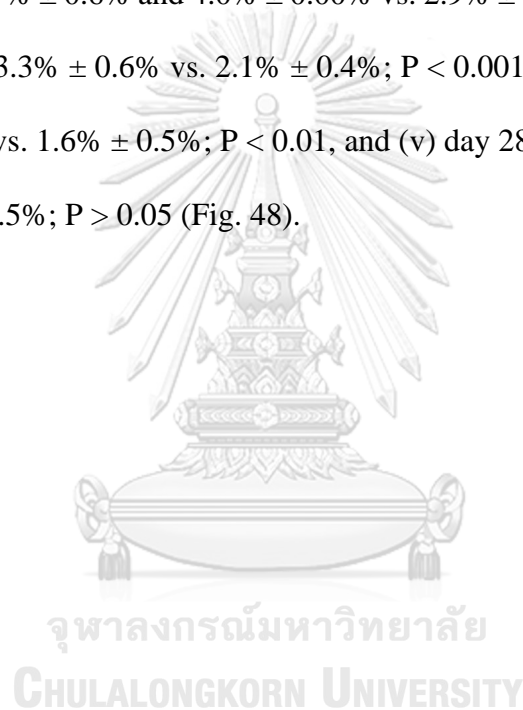 % ± 0.8% and 4.0% ± 0.06% vs. 2.9% ±
3.3% ± 0.6% vs. 2.1% ± 0.4%; P < 0.001
vs. 1.6% ± 0.5%; P < 0.01, and (v) day 28
.5%; P > 0.05 (Fig. 48).
จุฬาลงกรณ์มหาวิทยาลัย
CHULALONGKORN UNIVERSITY